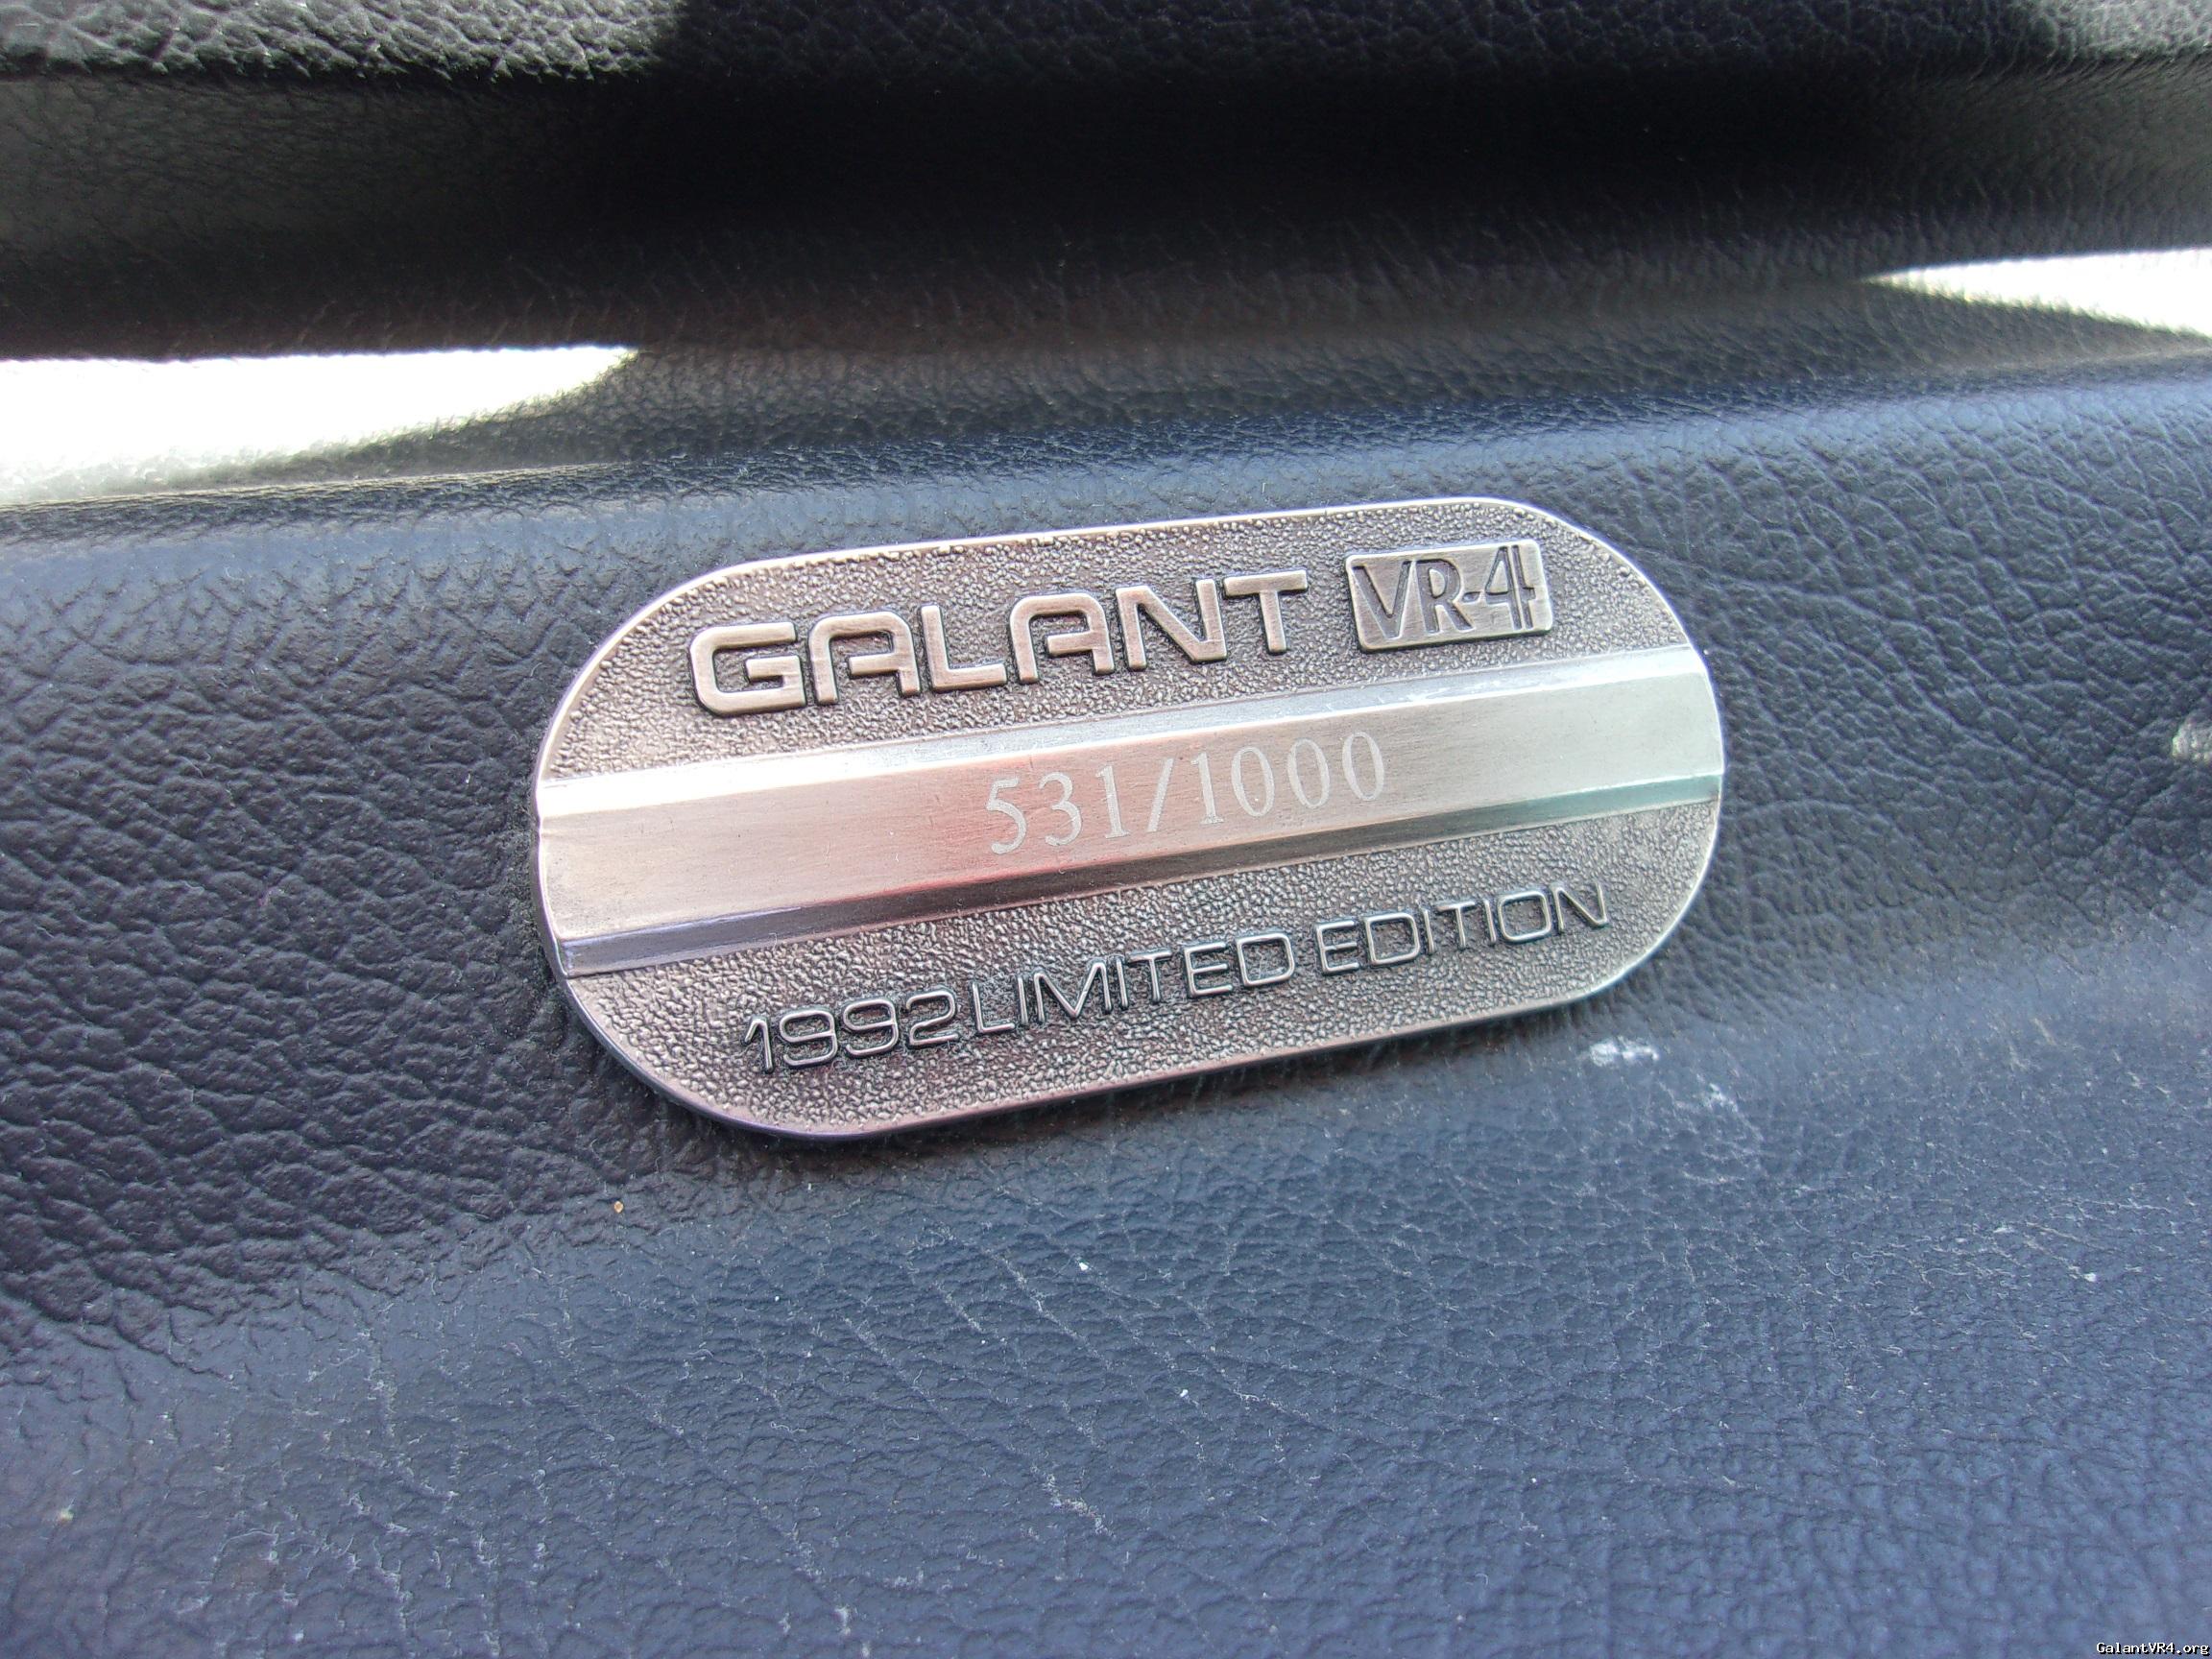 GALANT VR-4
531/1000
1992 LIMITED EDITION
GalantVR4.org